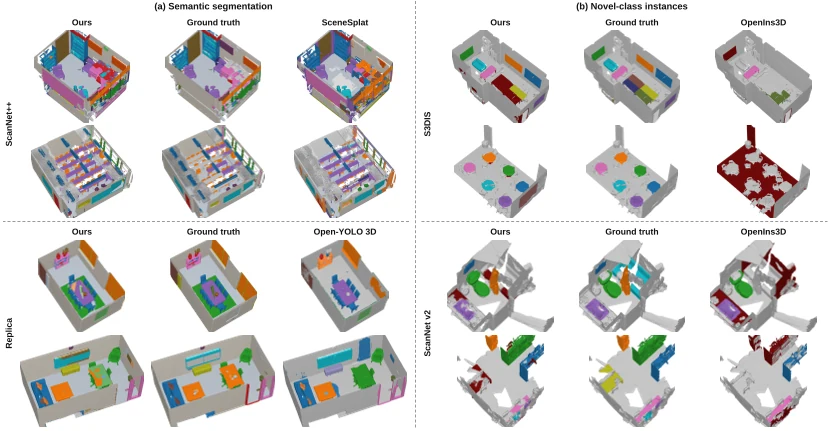 (a) Semantic segmentation
Ours Ground truth SceneSplat
ScanNet++
Ours Ground truth Open-YOLO 3D
Replica
(b) Novel-class instances
Ours Ground truth OpenIns3D
S3DIS
Ours Ground truth OpenIns3D
ScanNet v2